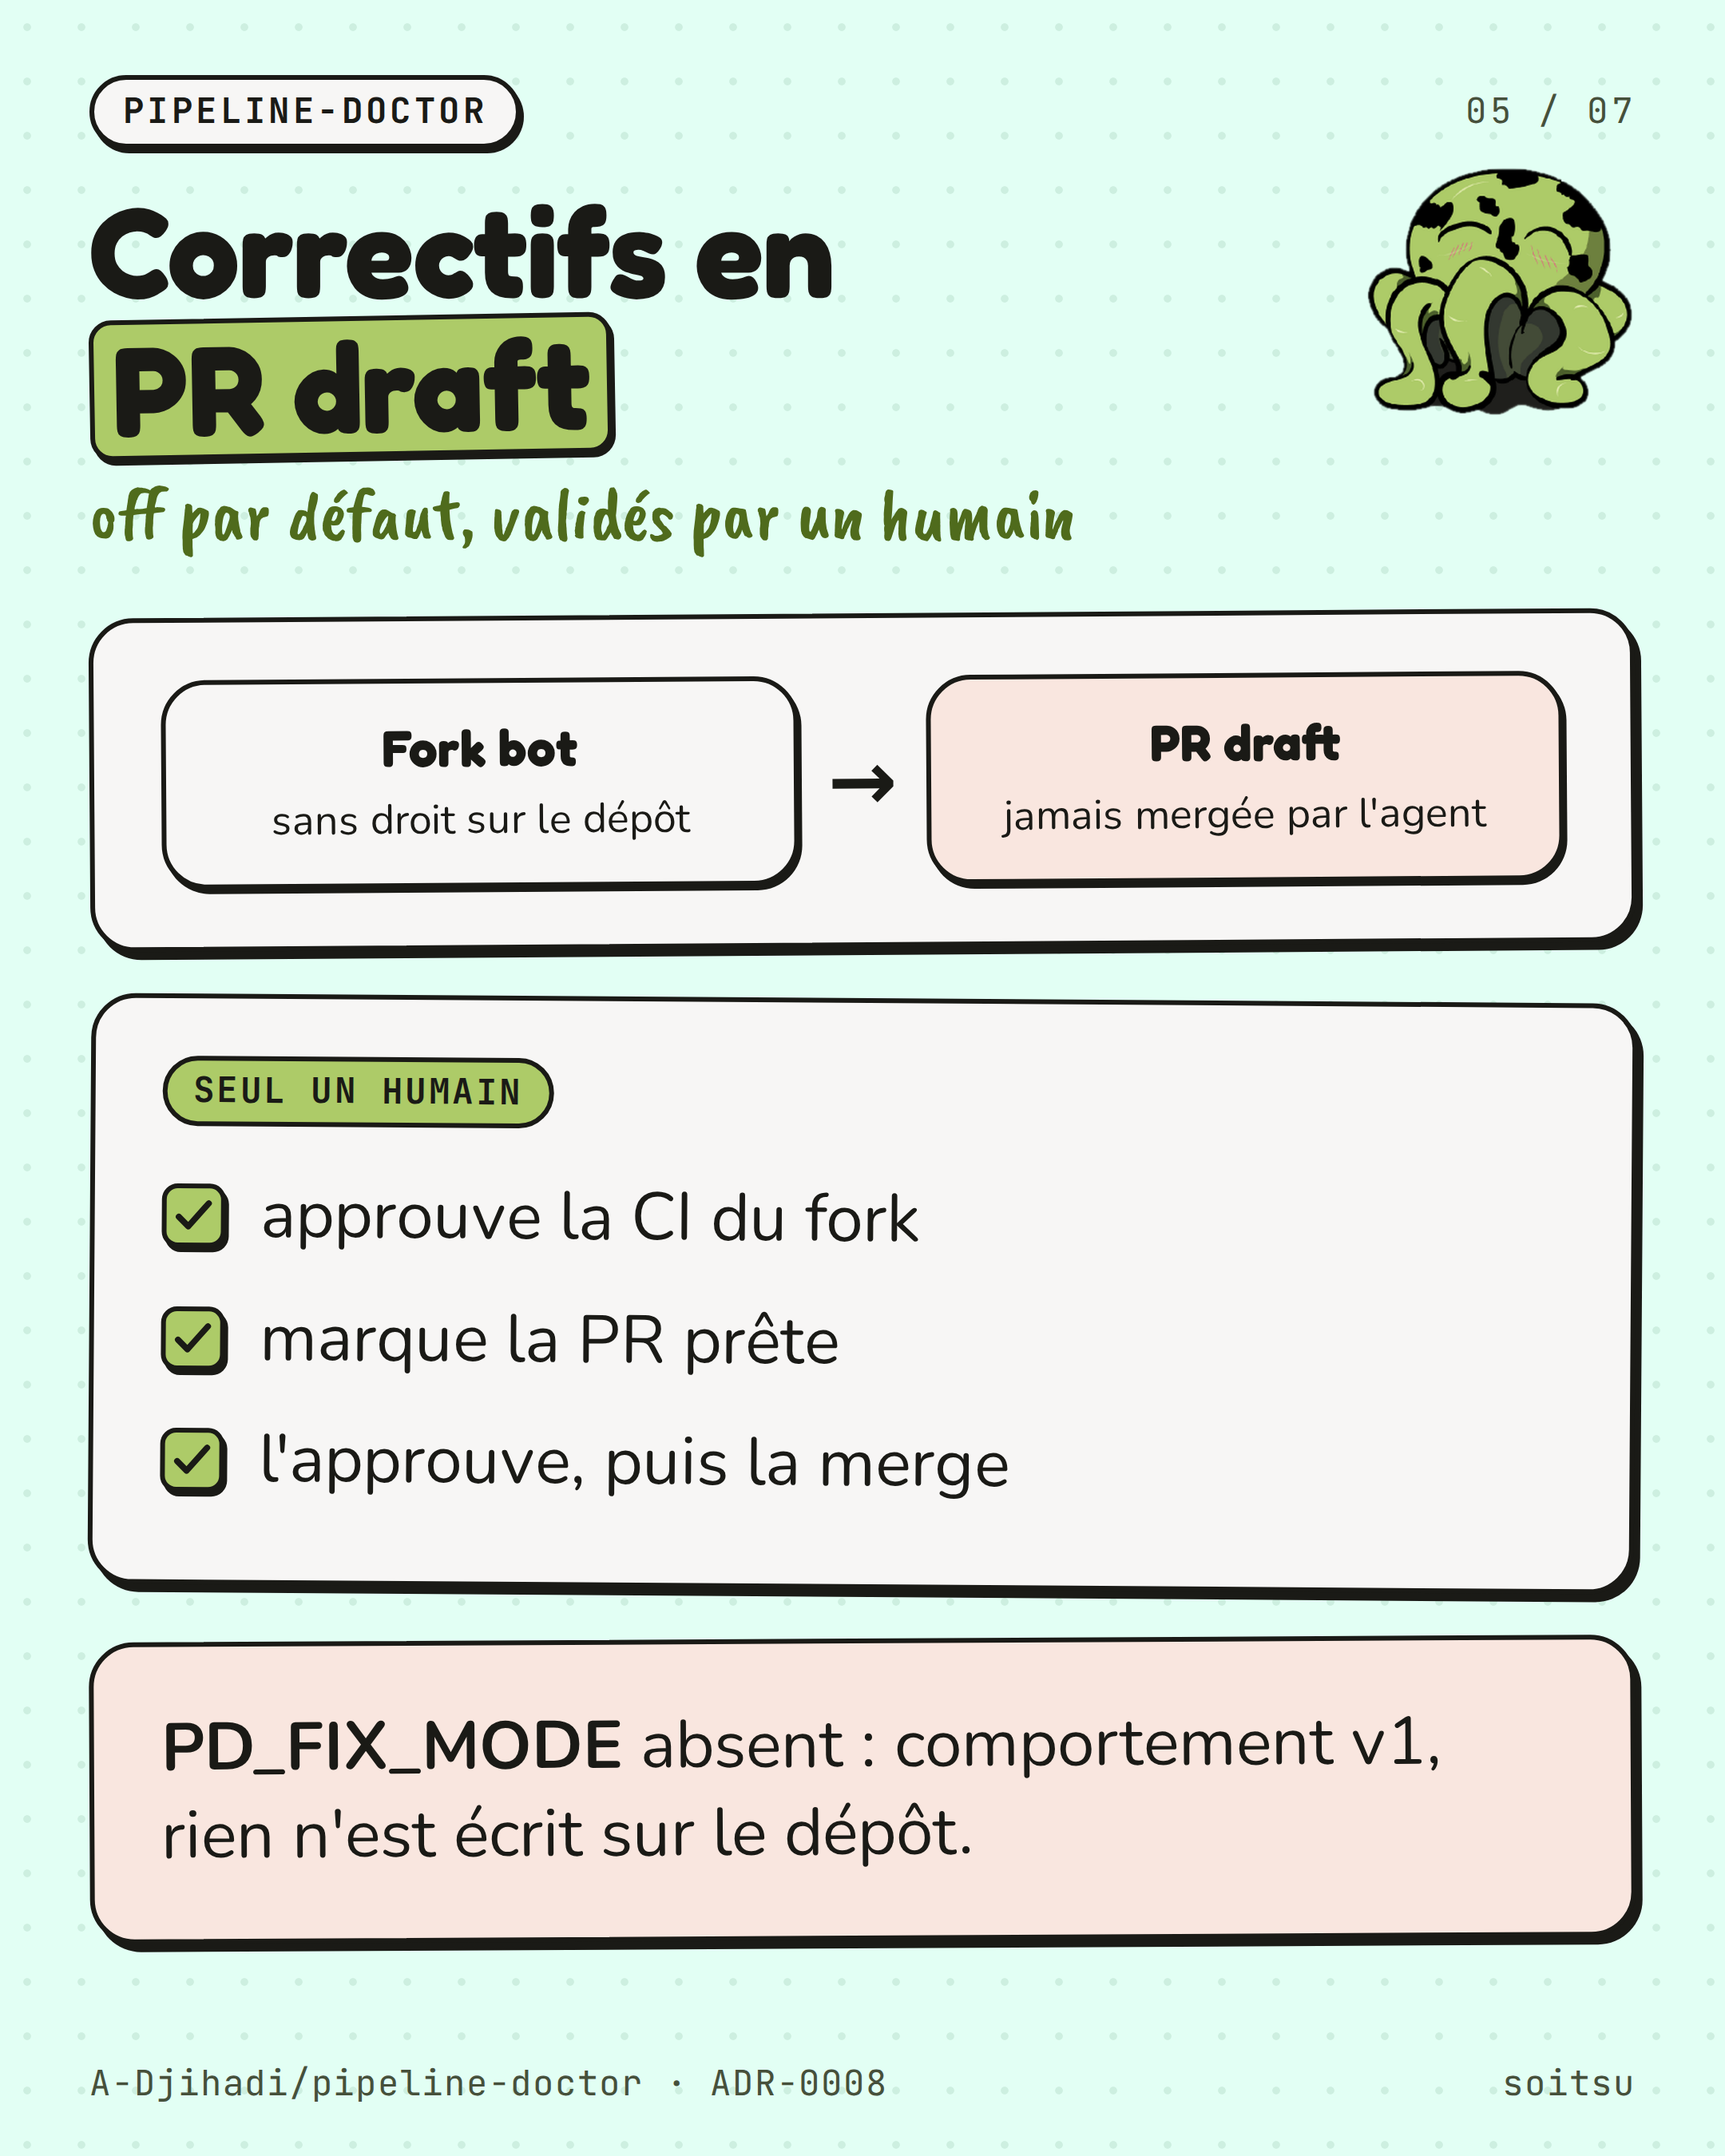 PIPELINE-DOCTOR
05 / 07
Correctifs en
PR draft
off par défaut, validés par un humain
Fork bot
sans droit sur le dépôt
→
PR draft
jamais mergée par l'agent
SEUL UN HUMAIN
approuve la CI du fork
marque la PR prête
l'approuve, puis la merge
PD_FIX_MODE absent : comportement v1,
rien n'est écrit sur le dépôt.
A-Djihadi/pipeline-doctor · ADR-0008
soitsu